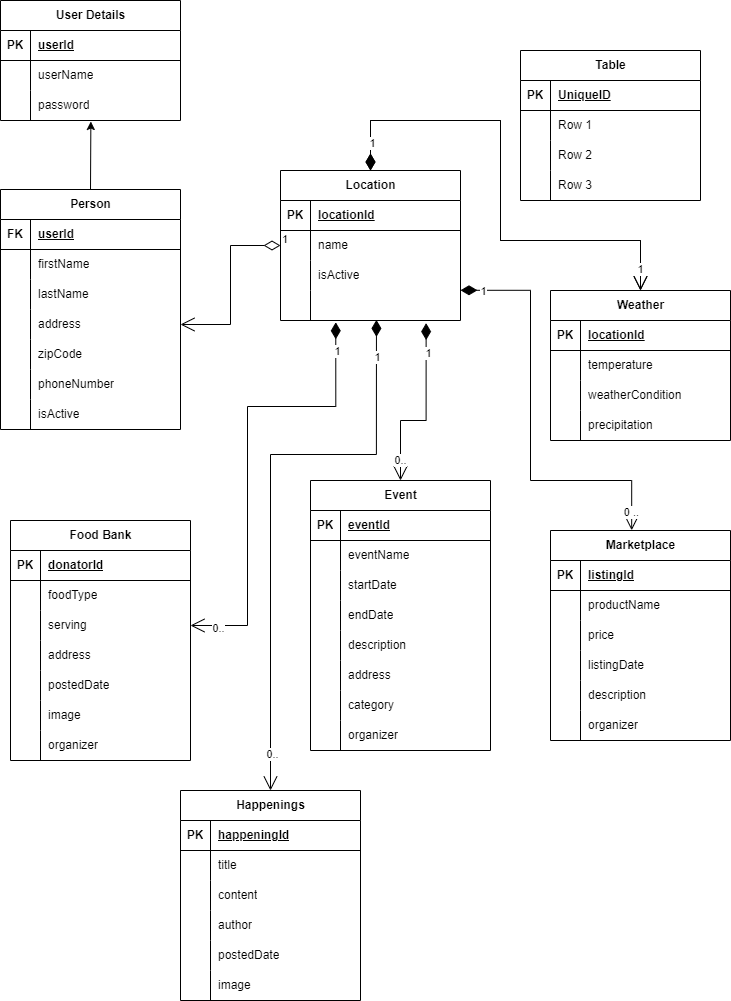 User Details
PK userId
userName
password
Table
PK UniqueID
Row 1
Row 2
Row 3
1
Location
PK locationId
name
isActive
1
1
Person
FK userId
firstName
lastName
address
zipCode
phoneNumber
isActive
1
Weather
PK locationId
temperature
weatherCondition
precipitation
1
1
1
0..
0 ..
Event
PK eventId
eventName
startDate
endDate
description
address
category
organizer
Food Bank
PK donatorId
foodType
serving
address
postedDate
image
organizer
0..
Marketplace
PK listingId
productName
price
listingDate
description
organizer
0..
Happenings
PK happeningId
title
content
author
postedDate
image